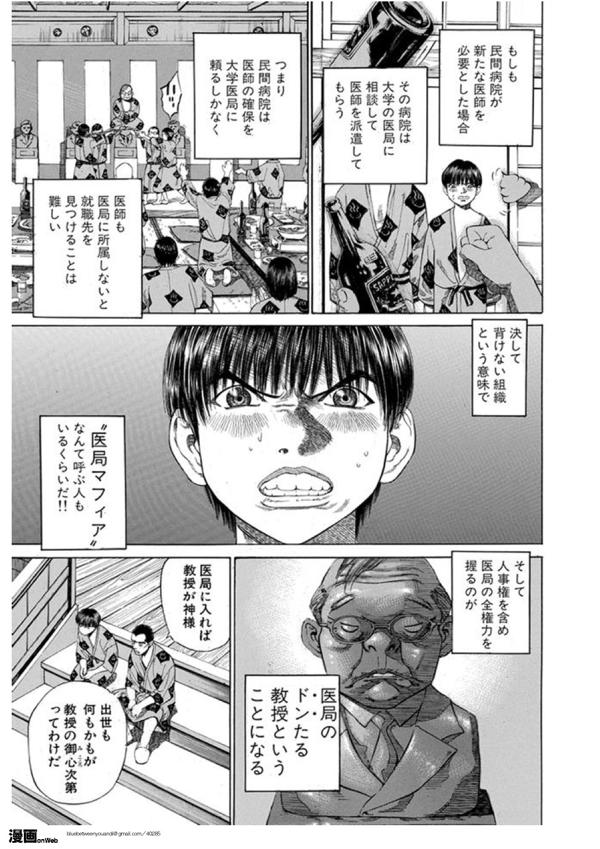 もしも
民間病院が
新たな医師を
必要とした場合
その病院は
大学の医局に
相談して
医師を派遣して
もらう
SAPP
つまり
民間病院は
医師の確保を
大学医局に
頼るしかなく
医師も
医局に所属しないと
就職先を
見つけることは
難しい
決して
背けない組織
という意味で
〝医局マフィア〟
なんて呼ぶ人も
いるくらいだ!!
そして
人事権を含め
医局の全権力を
握るのが
医局の
ドンたる
教授という
ことになる
医局に入れば
教授が神様
出世も
何もかもが
教授の御心次第
みこころ
ってわけだ
漫画onWeb
bluebetweenyouandi@gmail.com/40285